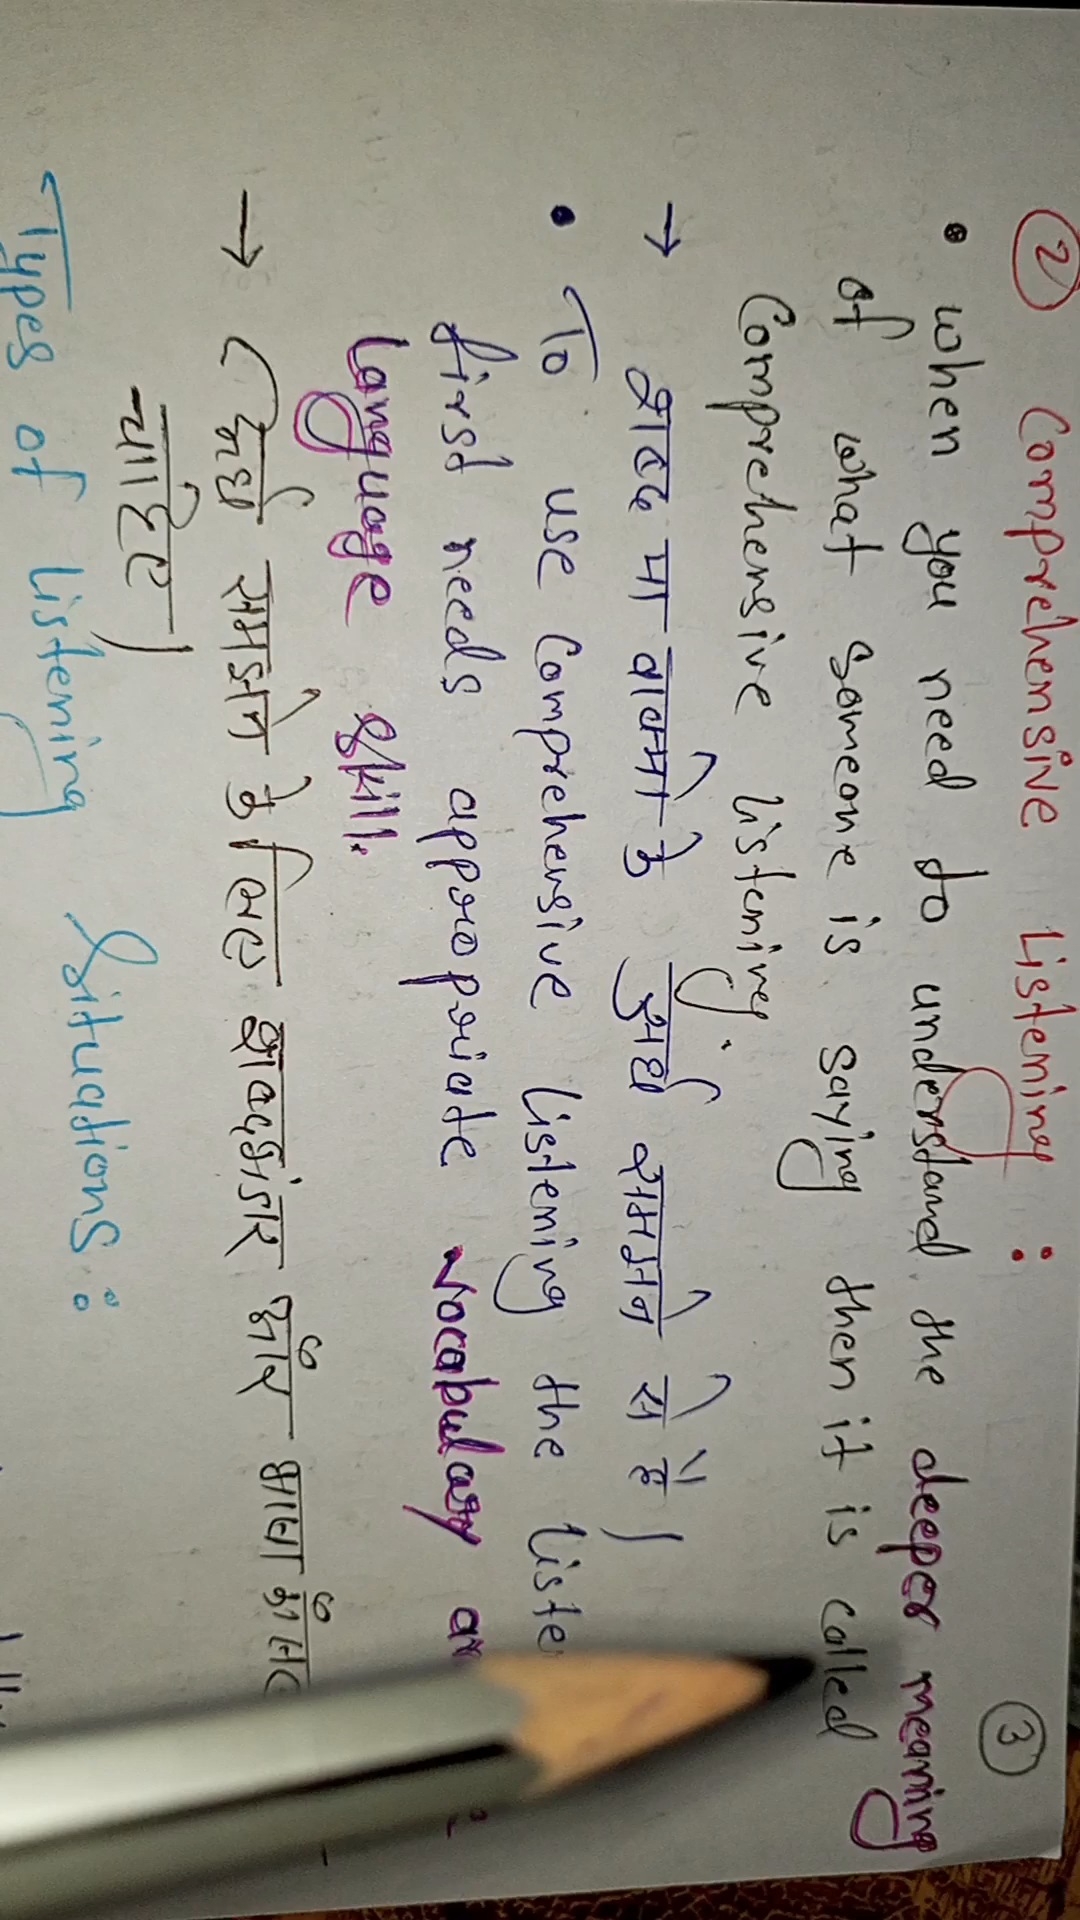 ③
② Comprehensive Listening :
• when you need to understand the deeper meaning
of what someone is saying then it is called
Comprehensive listening.
→ शब्द या वाक्यो के अर्थ समझने से है।
• To use Comprehensive listening the
first needs appropriate vocabulary
language skill.
→ (अर्थ समझने के लिए शब्दभंडार और भाषा
चाहिए।
Types of listening Situations :